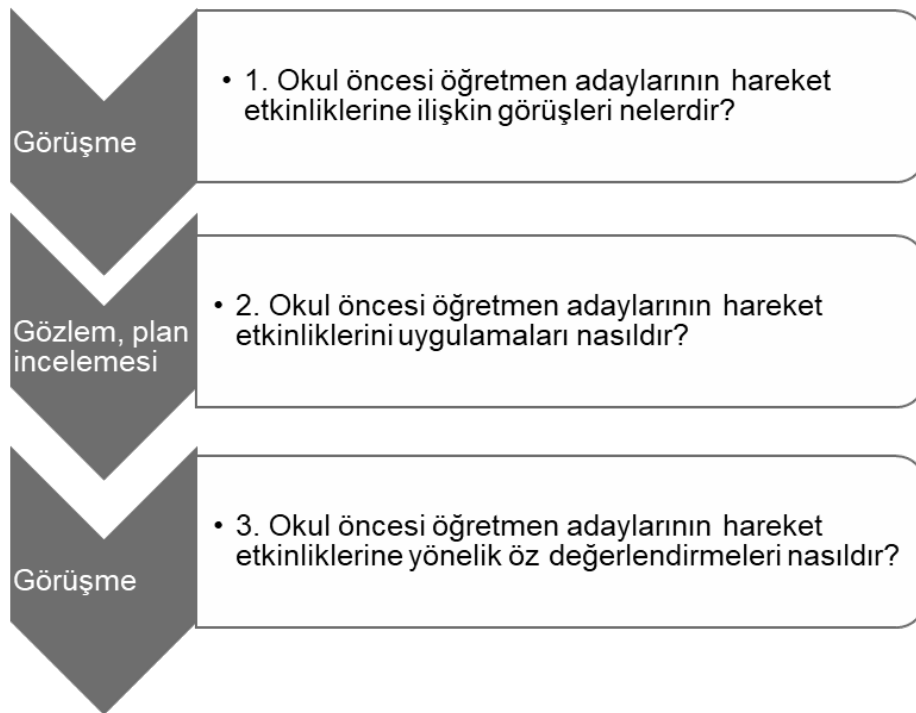 Görüşme
• 1. Okul öncesi öğretmen adaylarının hareket
etkinliklerine ilişkin görüşleri nelerdir?
Gözlem, plan
incelemesi
• 2. Okul öncesi öğretmen adaylarının hareket
etkinliklerini uygulamaları nasıldır?
Görüşme
• 3. Okul öncesi öğretmen adaylarının hareket
etkinliklerine yönelik öz değerlendirmeleri nasıldır?